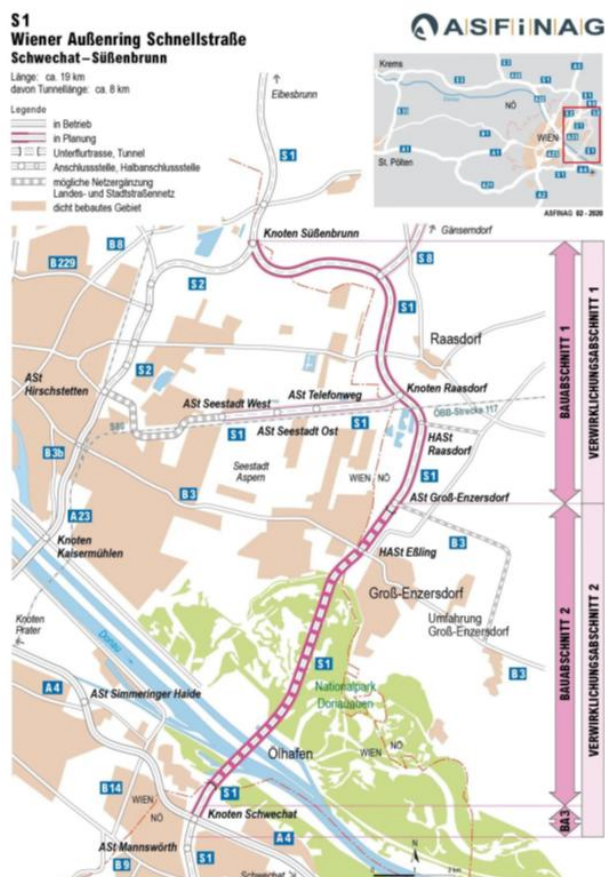 S1
Wiener Außenring Schnellstraße
Schwechat–Süßenbrunn
Länge: ca. 19 km
davon Tunnellänge: ca. 8 km
Legende
in Betrieb
in Planung
Unterflurtrasse, Tunnel
Anschlussstelle, Halbanschlussstelle
mögliche Netzergänzung
Landes- und Stadtstraßennetz
dicht bebautes Gebiet
ASFiNAG
Krems
Donau
NÖ
WIEN
St. Pölten
ASFINAG 02 - 2020
Eibesbrunn
S1
Knoten Süßenbrunn
Gänserndorf
B8
B229
S2
S8
S1
Raasdorf
S2
ASt
Hirschstetten
ASt Seestadt West
ASt Telefonweg
Knoten Raasdorf
ÖBB-Strecke 117
S80
S1
ASt Seestadt Ost
S1
HASt
Raasdorf
B3b
Seestadt
Aspern
WIEN
NÖ
S1
B3
ASt Groß-Enzersdorf
A23
Knoten
Kaisermühlen
HASt Eßling
B3
Groß-Enzersdorf
Umfahrung
Groß-Enzersdorf
Knoten
Prater
Donau
S1
B3
Nationalpark
Donauauen
A4
ASt Simmeringer Haide
Ölhafen
WIEN
NÖ
B14
WIEN
NÖ
S1
Knoten Schwechat
A4
ASt Mannswörth
B9
S1
Schwechat
N
BAUABSCHNITT 1
VERWIRKLICHUNGSABSCHNITT 1
BAUABSCHNITT 2
VERWIRKLICHUNGSABSCHNITT 2
BA3